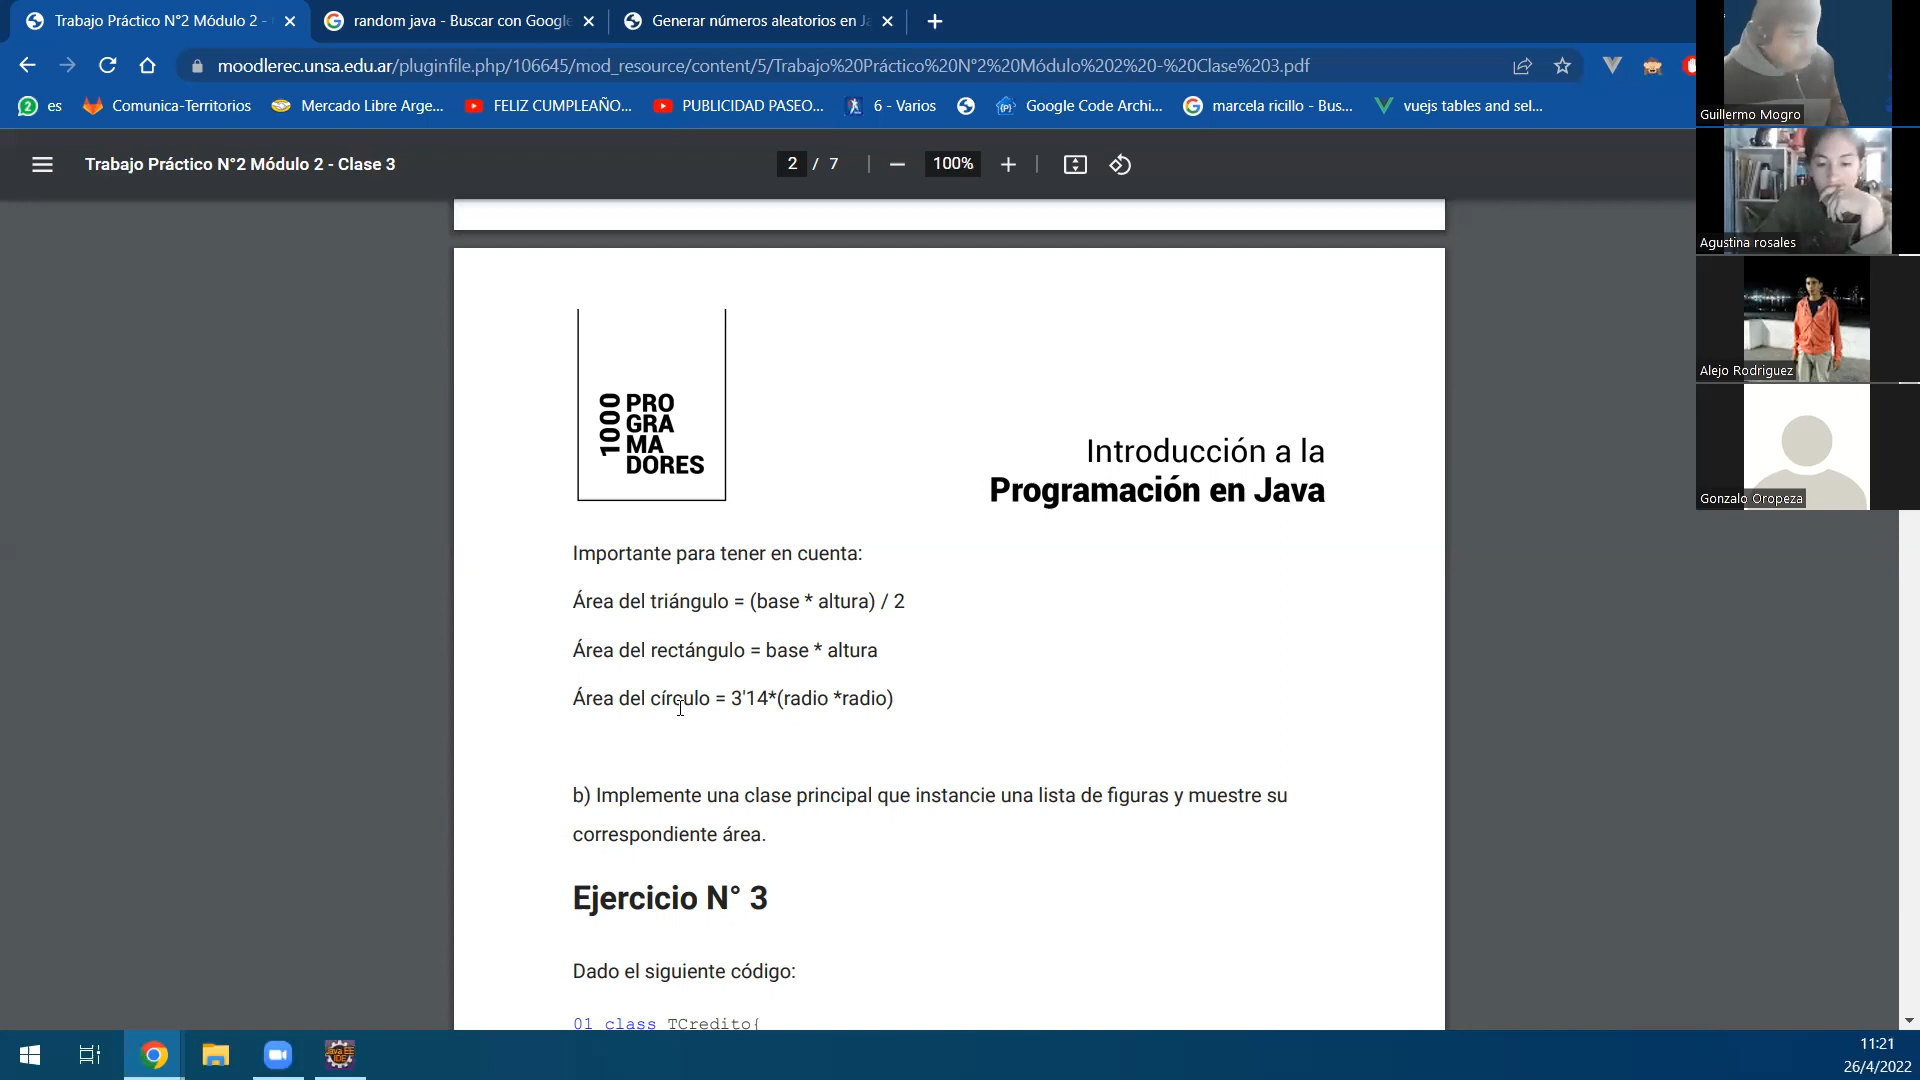 Trabajo Práctico N°2 Módulo 2 -
random java - Buscar con Google
Generar números aleatorios en Ja
moodlerec.unsa.edu.ar/pluginfile.php/106645/mod_resource/content/5/Trabajo%20Práctico%20N°2%20Módulo%202%20-%20Clase%203.pdf
2 es
Comunica-Territorios
Mercado Libre Arge...
FELIZ CUMPLEAÑO...
PUBLICIDAD PASEO...
6 - Varios
Google Code Archi...
marcela ricillo - Bus...
vuejs tables and sel...
Trabajo Práctico N°2 Módulo 2 - Clase 3
2 / 7
100%
Guillermo Mogro
Agustina rosales
Alejo Rodriguez
Gonzalo Oropeza
1000
PRO
GRA
MA
DORES
Introducción a la
Programación en Java
Importante para tener en cuenta:
Área del triángulo = (base * altura) / 2
Área del rectángulo = base * altura
Área del círculo = 3'14*(radio *radio)
b) Implemente una clase principal que instancie una lista de figuras y muestre su
correspondiente área.
Ejercicio N° 3
Dado el siguiente código:
01 class TCredito{
Java EE
IDE
11:21
26/4/2022